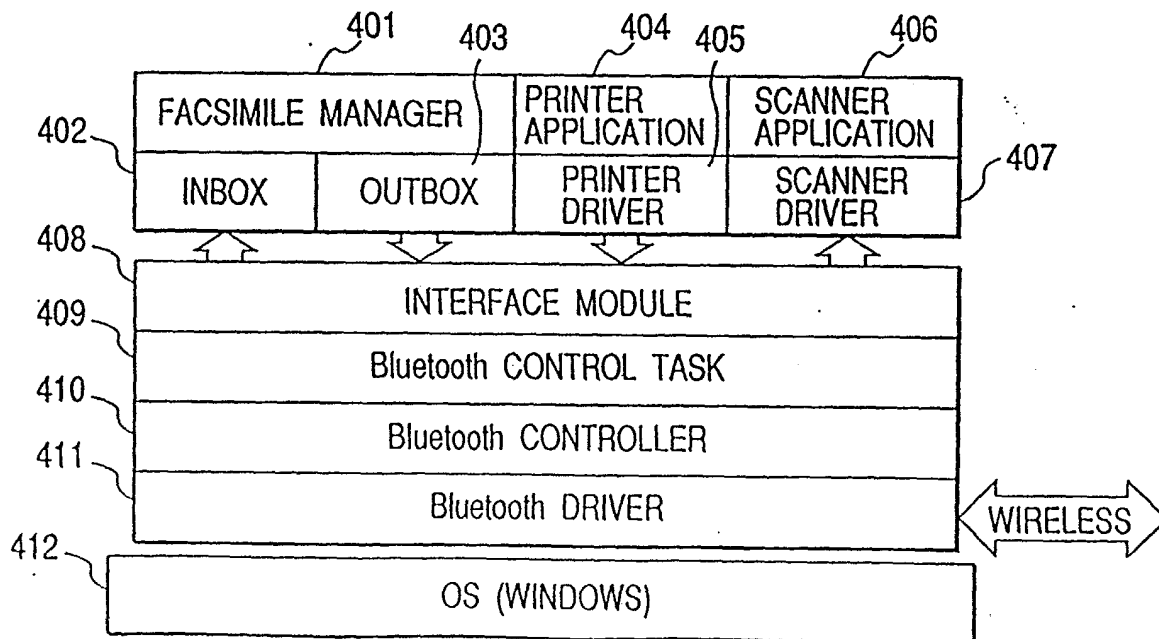 401
403
404
405
406
FACSIMILE MANAGER
PRINTER
APPLICATION
SCANNER
APPLICATION
402
INBOX
OUTBOX
PRINTER
DRIVER
SCANNER
DRIVER
407
408
INTERFACE MODULE
409
Bluetooth CONTROL TASK
410
Bluetooth CONTROLLER
411
Bluetooth DRIVER
WIRELESS
412
OS (WINDOWS)